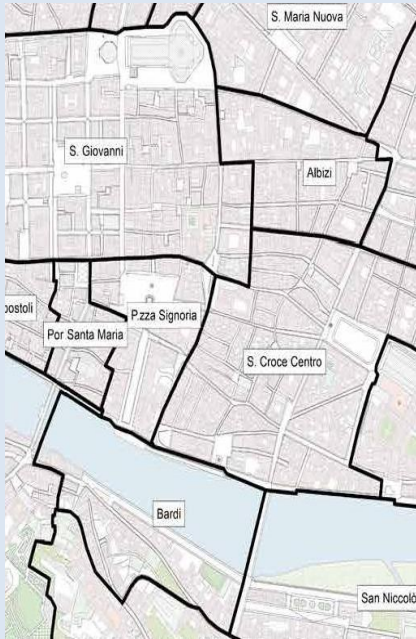 S. Maria Nuova
S. Giovanni
Albizi
postoli
P.zza Signoria
Por Santa Maria
S. Croce Centro
Bardi
San Niccolò